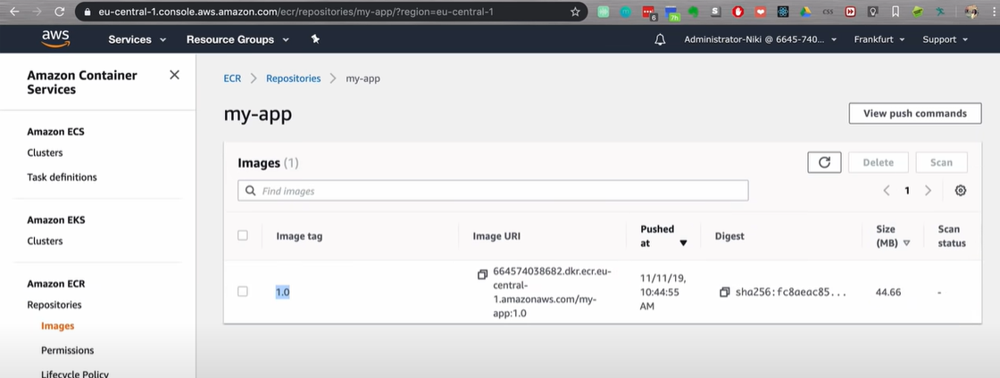 eu-central-1.console.aws.amazon.com/ecr/repositories/my-app/?region=eu-central-1
6
7h
S
CSS
aws
Services
Resource Groups
Administrator-Niki @ 6645-740...
Frankfurt
Support
Amazon Container
Services
Amazon ECS
Clusters
Task definitions
Amazon EKS
Clusters
Amazon ECR
Repositories
Images
Permissions
Lifecycle Policy
ECR > Repositories > my-app
my-app
View push commands
Images (1)
Delete
Scan
Find images
1
Image tag
Image URI
Pushed
at
Digest
Size
(MB)
Scan
status
1.0
664574038682.dkr.ecr.eu-
central-
1.amazonaws.com/my-
app:1.0
11/11/19,
10:44:55
AM
sha256:fc8aeac85...
44.66
-